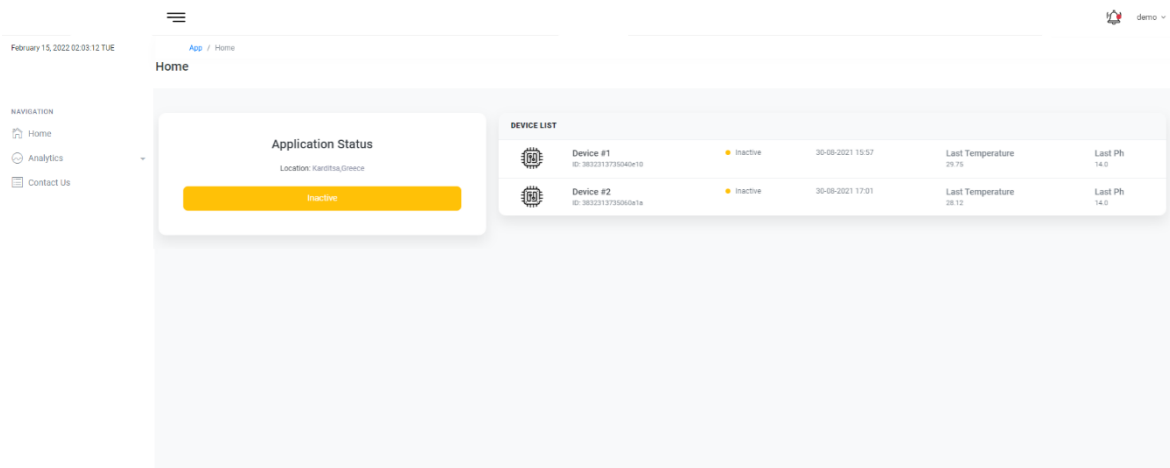 demo
February 15, 2022 02:03:12 TUE
App / Home
Home
NAVIGATION
Home
Analytics
Contact Us
Application Status
Location: Karditsa,Greece
Inactive
DEVICE LIST
Device #1
ID: 3832313735040e10
Inactive
30-08-2021 15:57
Last Temperature
29.75
Last Ph
14.0
Device #2
ID: 3832313735060a1a
Inactive
30-08-2021 17:01
Last Temperature
28.12
Last Ph
14.0